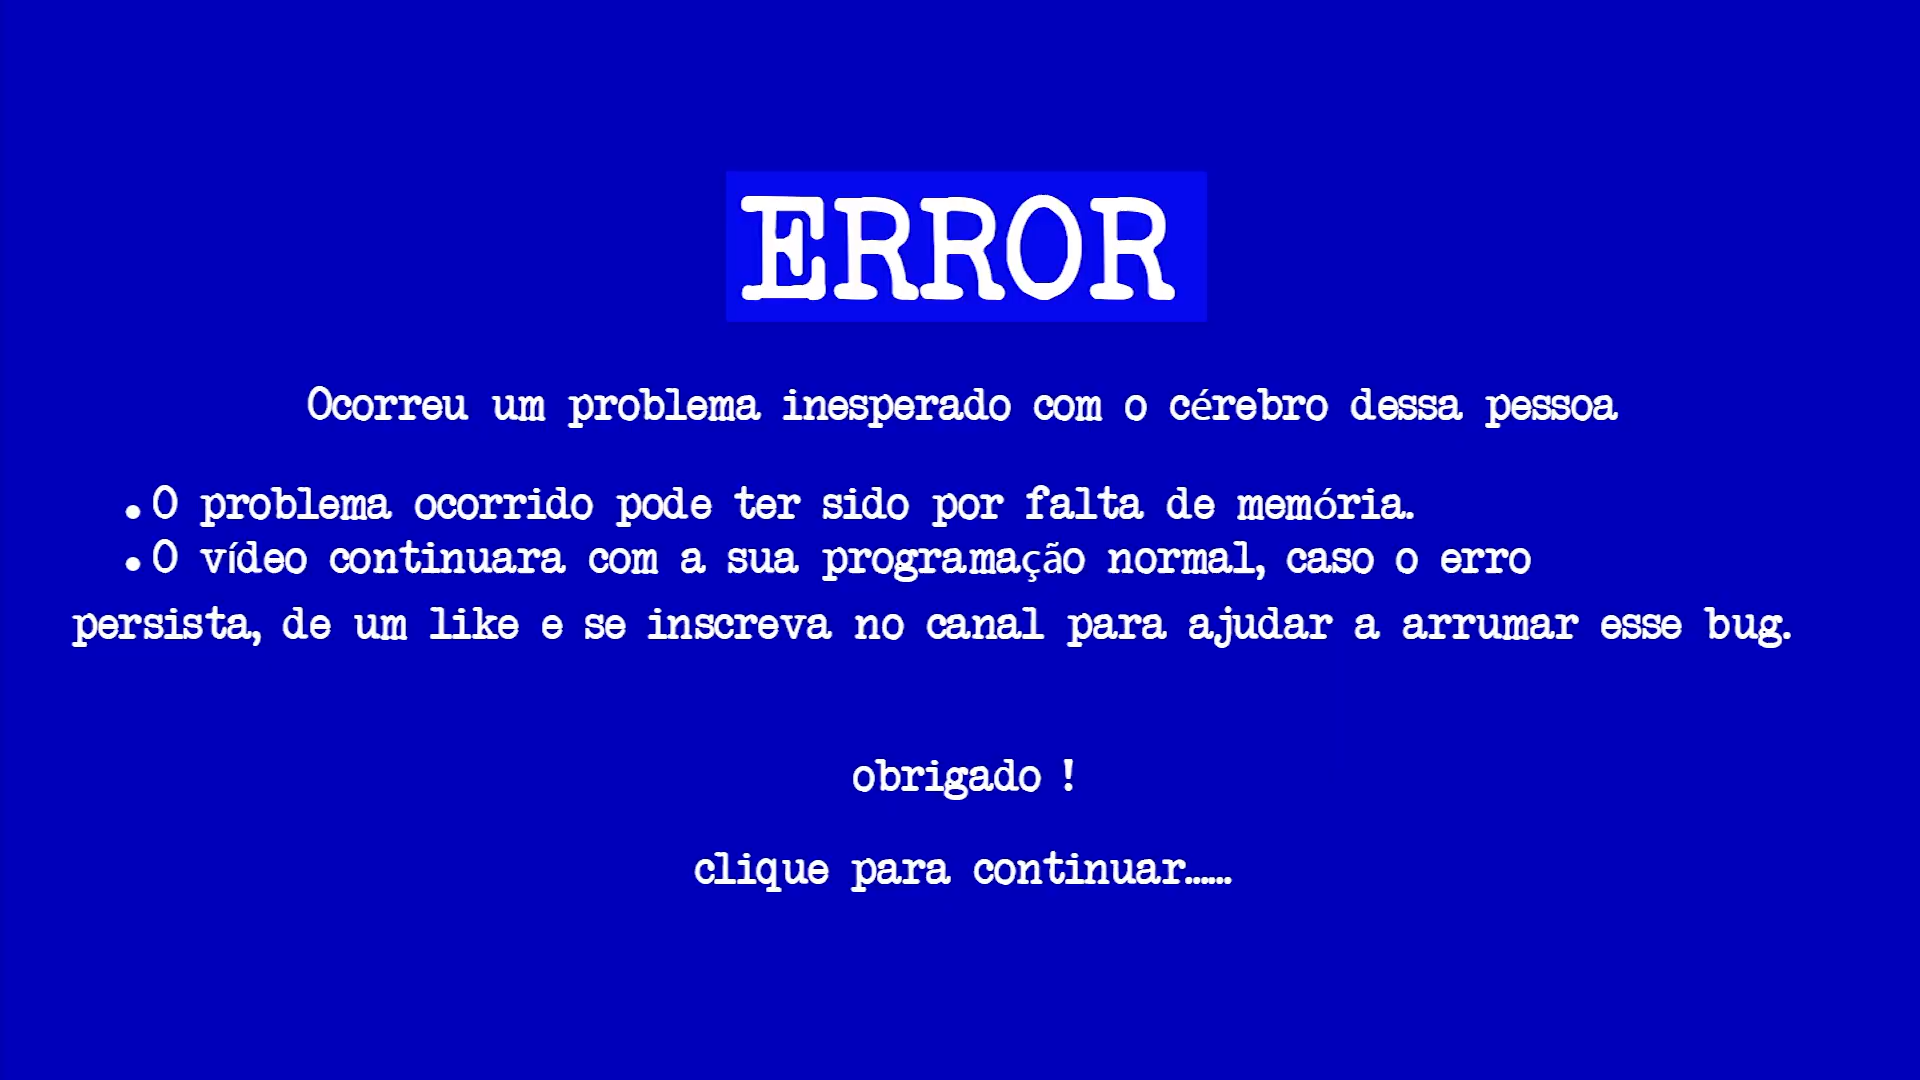 ERROR
Ocorreu um problema inesperado com o cérebro dessa pessoa
•O problema ocorrido pode ter sido por falta de memória.
•O vídeo continuara com a sua programação normal, caso o erro
persista, de um like e se inscreva no canal para ajudar a arrumar esse bug.
obrigado !
clique para continuar......